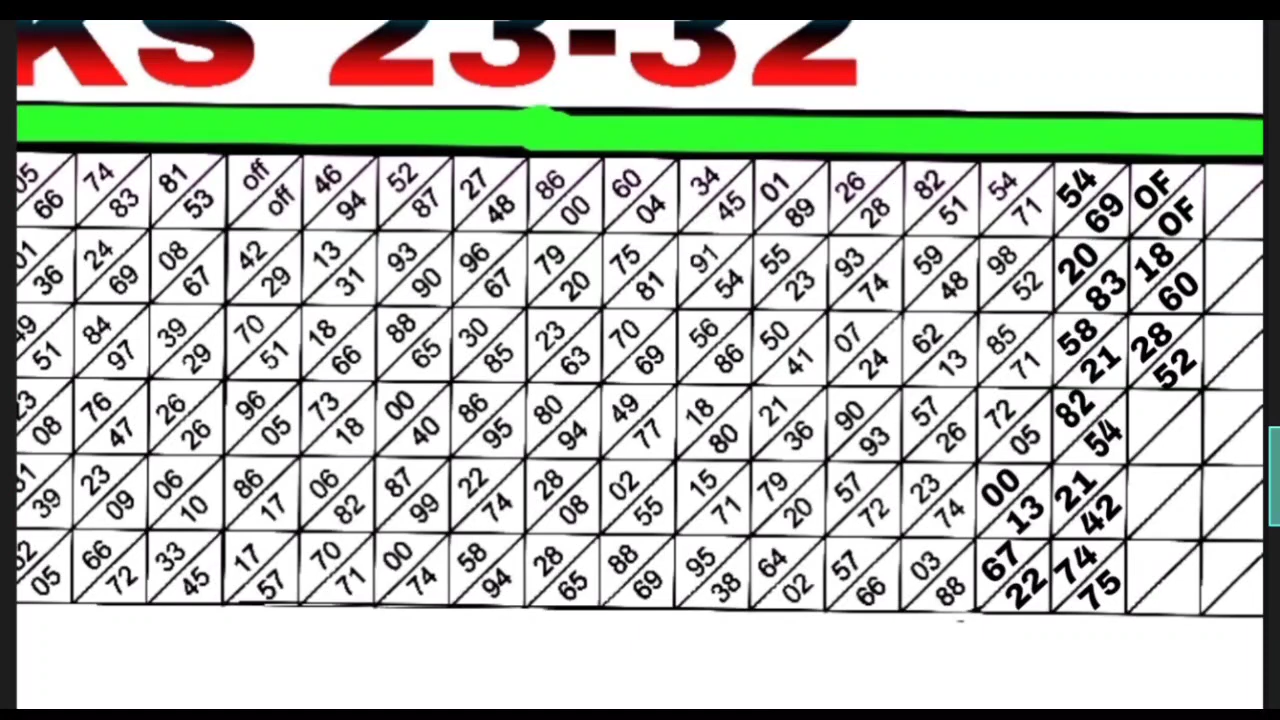 KS 23-32
05 66 74 83 81 53 off off 46 94 52 87 27 48 86 00 60 04 34 45 01 89 26 28 82 51 54 71 54 69 OF OF
01 36 24 69 08 67 42 29 13 31 93 90 96 67 79 20 75 81 91 54 55 23 93 74 59 48 98 52 20 83 18 60
49 51 84 97 39 29 70 51 18 66 88 65 30 85 23 63 70 69 56 86 50 41 07 24 62 13 85 71 58 21 28 52
23 08 76 47 26 26 96 05 73 18 00 40 86 95 80 94 49 77 18 80 21 36 90 93 57 26 72 05 82 54
39 23 09 06 10 86 17 06 82 87 99 22 74 28 08 02 55 15 71 79 20 57 72 23 74 00 13 21 42
05 66 72 33 45 17 57 70 71 00 74 58 94 28 65 88 69 95 38 64 02 57 66 03 88 67 22 74 75